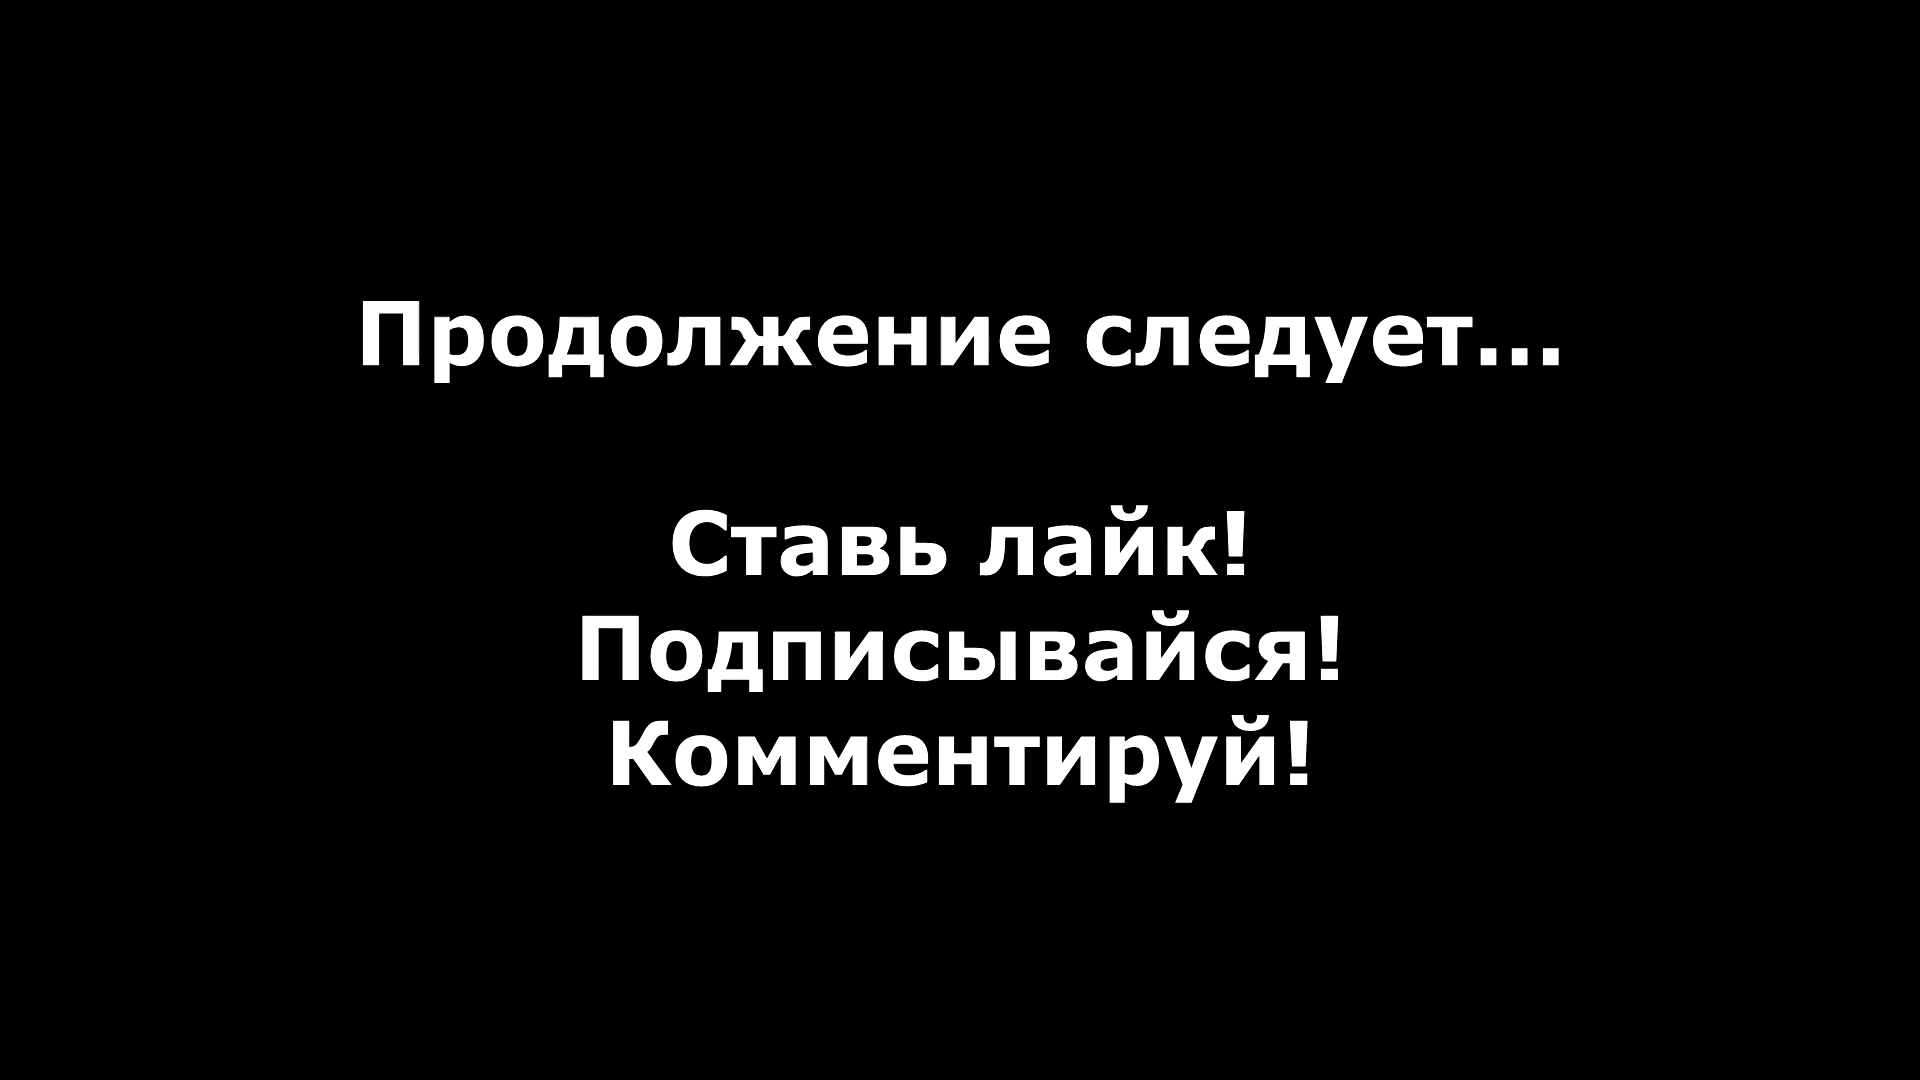 Продолжение следует...
Ставь лайк!
Подписывайся!
Комментируй!